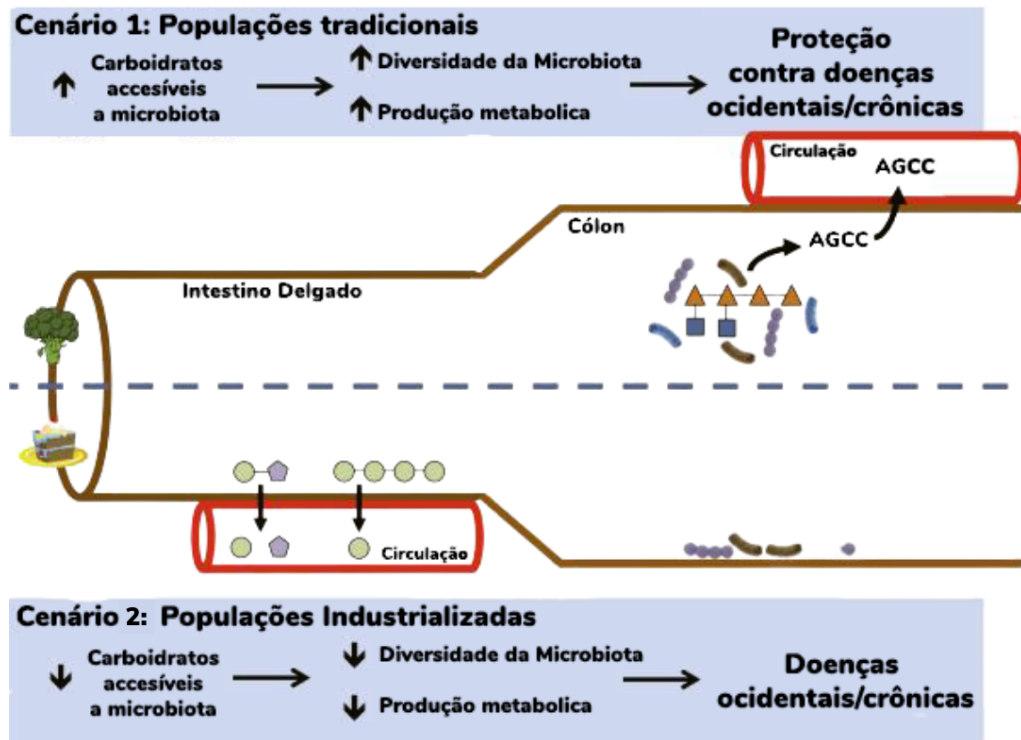 Cenário 1: Populações tradicionais
Carboidratos
accesíveis
a microbiota
Diversidade da Microbiota
Produção metabolica
Proteção
contra doenças
ocidentais/crônicas
Circulação
AGCC
AGCC
Cólon
Intestino Delgado
Circulação
Cenário 2: Populações Industrializadas
Carboidratos
accesíveis
a microbiota
Diversidade da Microbiota
Produção metabolica
Doenças
ocidentais/crônicas